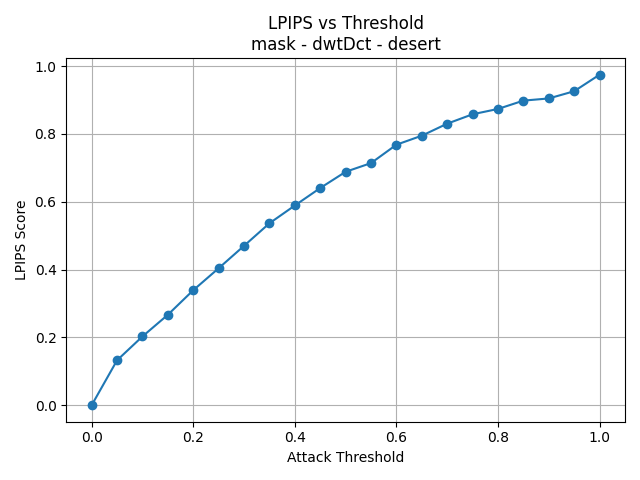 LPIPS vs Threshold
mask - dwtDct - desert
LPIPS Score
1.0
0.8
0.6
0.4
0.2
0.0
0.0 0.2 0.4 0.6 0.8 1.0
Attack Threshold